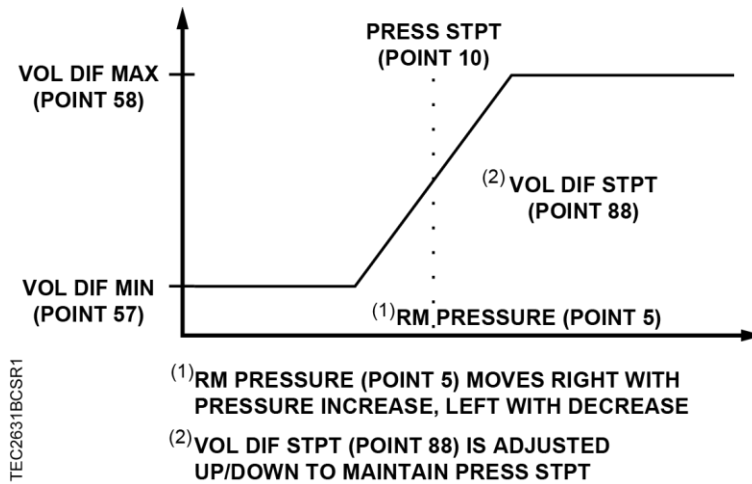 PRESS STPT
(POINT 10)
VOL DIF MAX
(POINT 58)
(2) VOL DIF STPT
(POINT 88)
VOL DIF MIN
(POINT 57)
(1) RM PRESSURE (POINT 5)
(1) RM PRESSURE (POINT 5) MOVES RIGHT WITH
PRESSURE INCREASE, LEFT WITH DECREASE
(2) VOL DIF STPT (POINT 88) IS ADJUSTED
UP/DOWN TO MAINTAIN PRESS STPT
TEC2631BCSR1